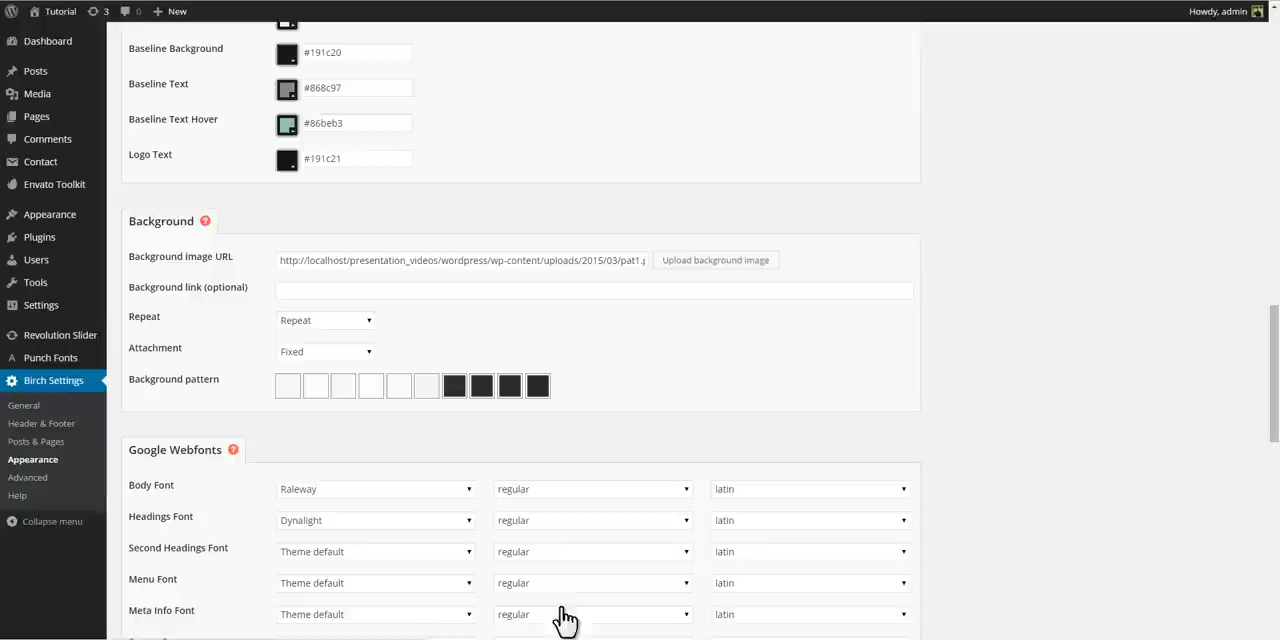 Tutorial 3 0 New Howdy, admin
Dashboard
Posts
Media
Pages
Comments
Contact
Envato Toolkit
Appearance
Plugins
Users
Tools
Settings
Revolution Slider
Punch Fonts
Birch Settings
General
Header & Footer
Posts & Pages
Appearance
Advanced
Help
Collapse menu
Baseline Background #191c20
Baseline Text #868c97
Baseline Text Hover #86beb3
Logo Text #191c21
Background ?
Background image URL http://localhost/presentation_videos/wordpress/wp-content/uploads/2015/03/pat1.p Upload background image
Background link (optional)
Repeat Repeat
Attachment Fixed
Background pattern
Google Webfonts ?
Body Font Raleway regular latin
Headings Font Dynalight regular latin
Second Headings Font Theme default regular latin
Menu Font Theme default regular latin
Meta Info Font Theme default regular latin